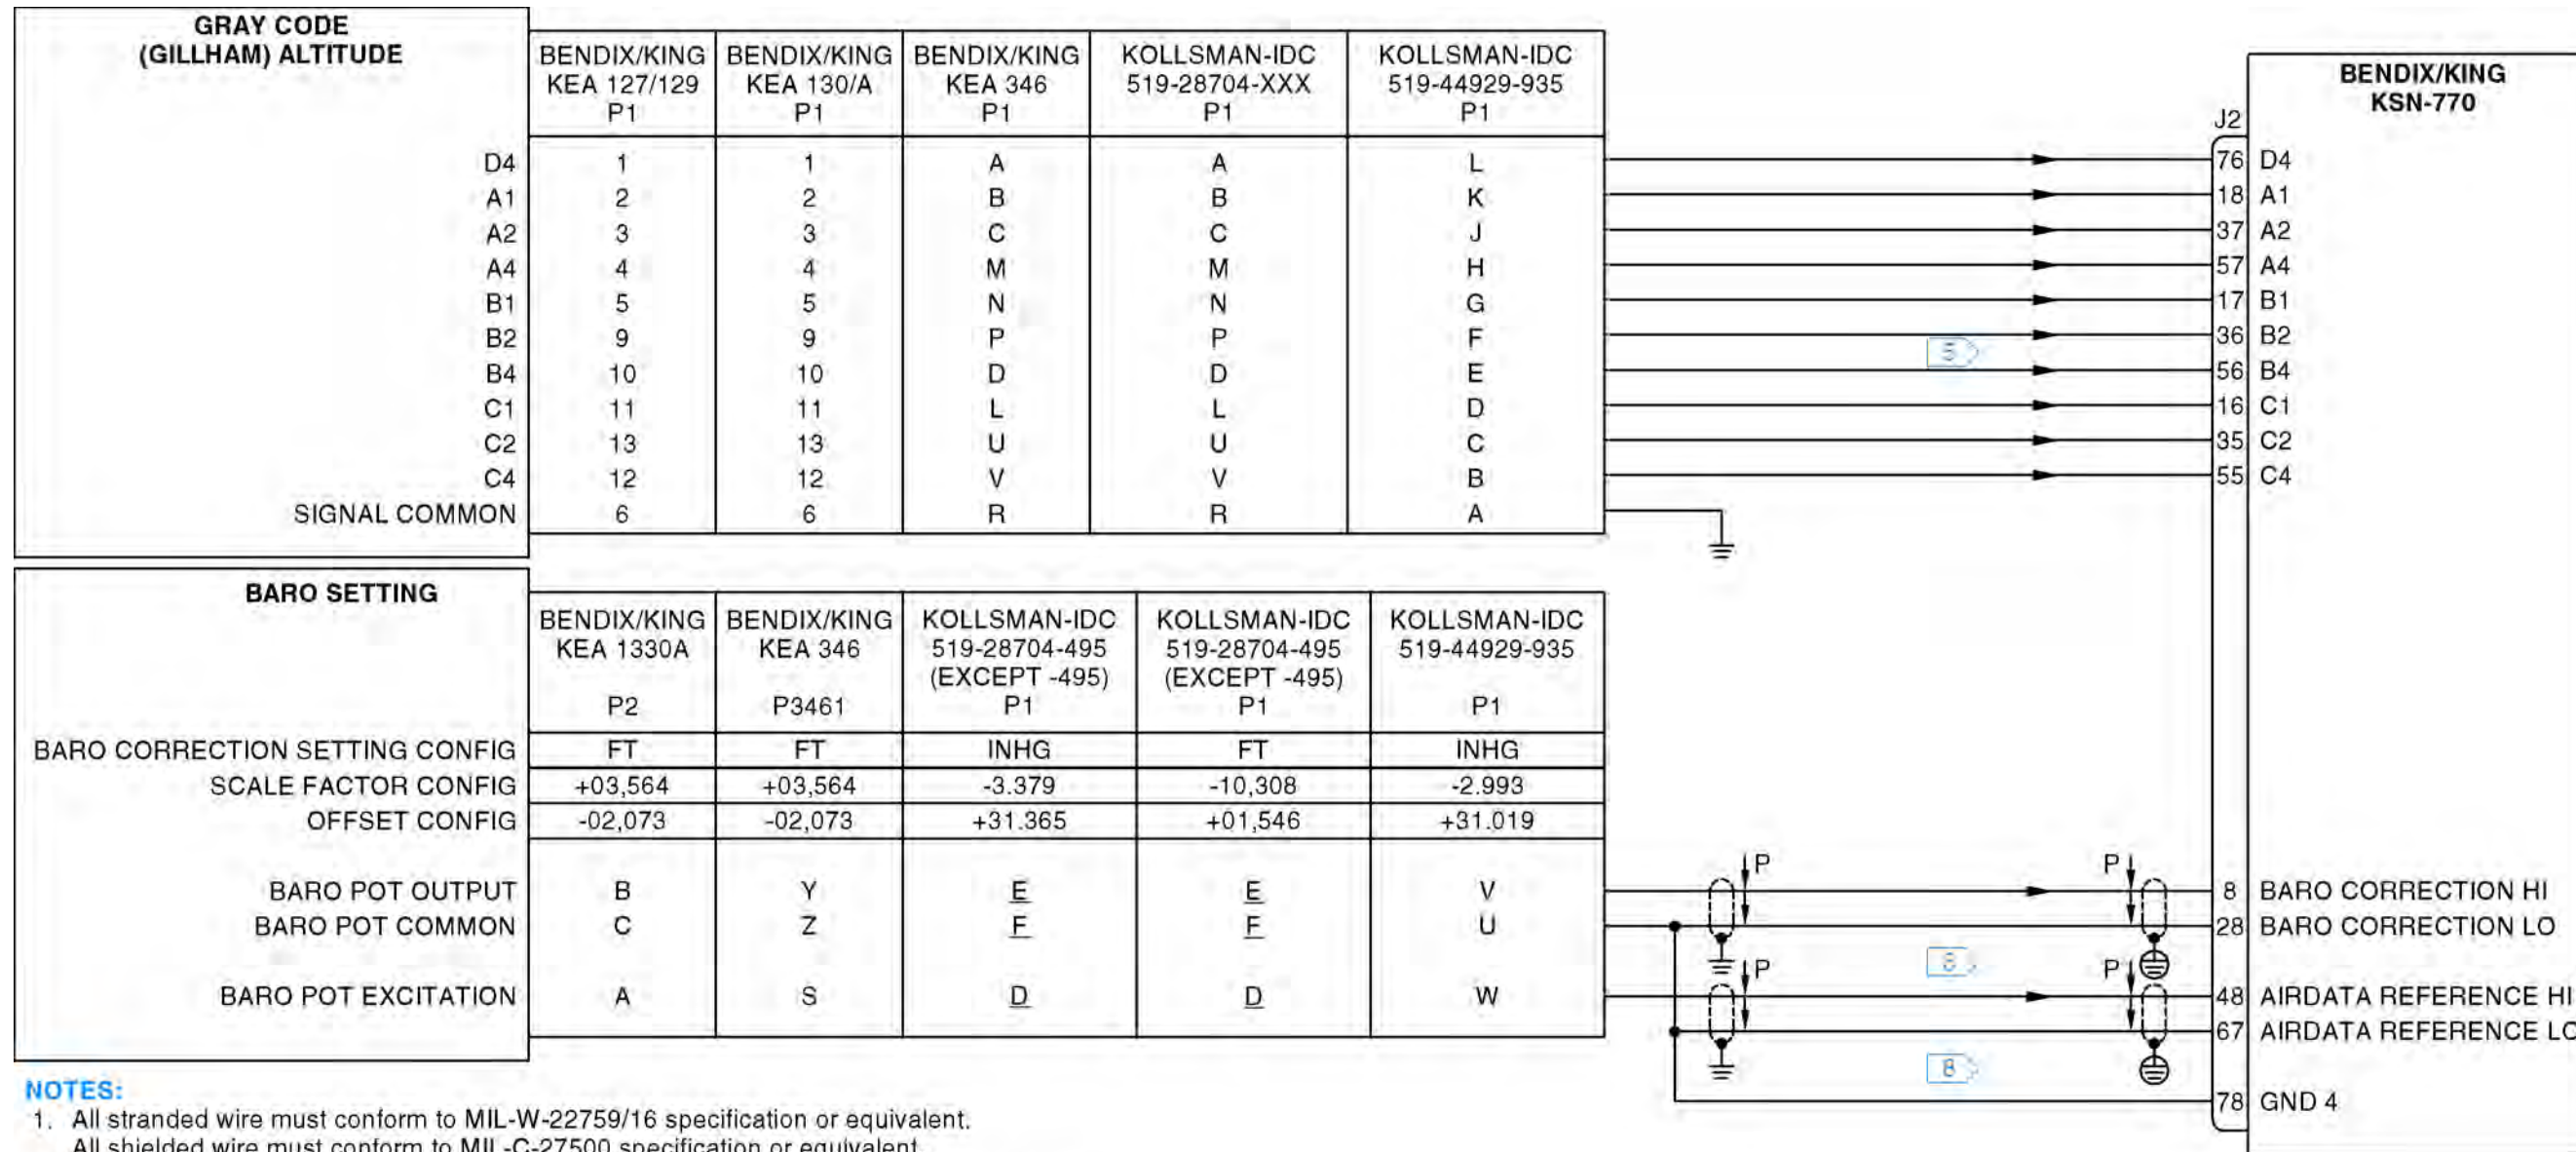 GRAY CODE
(GILLHAM) ALTITUDE
BENDIX/KING KEA 127/129 P1
BENDIX/KING KEA 130/A P1
BENDIX/KING KEA 346 P1
KOLLSMAN-IDC 519-28704-XXX P1
KOLLSMAN-IDC 519-44929-935 P1
J2
BENDIX/KING
KSN-770
D4 1 1 A A L 76 D4
A1 2 2 B B K 18 A1
A2 3 3 C C J 37 A2
A4 4 4 M M H 57 A4
B1 5 5 N N G 17 B1
B2 9 9 P P F 36 B2
5
B4 10 10 D D E 56 B4
C1 11 11 L L D 16 C1
C2 13 13 U U C 35 C2
C4 12 12 V V B 55 C4
SIGNAL COMMON 6 6 R R A
BARO SETTING
BENDIX/KING KEA 1330A P2
BENDIX/KING KEA 346 P3461
KOLLSMAN-IDC 519-28704-495 (EXCEPT -495) P1
KOLLSMAN-IDC 519-28704-495 (EXCEPT -495) P1
KOLLSMAN-IDC 519-44929-935 P1
BARO CORRECTION SETTING CONFIG FT FT INHG FT INHG
SCALE FACTOR CONFIG +03,564 +03,564 -3.379 -10,308 -2.993
OFFSET CONFIG -02,073 -02,073 +31.365 +01,546 +31.019
P P
BARO POT OUTPUT B Y E E V 8 BARO CORRECTION HI
BARO POT COMMON C Z F F U 28 BARO CORRECTION LO
P 8 P
BARO POT EXCITATION A S D D W 48 AIRDATA REFERENCE HI
67 AIRDATA REFERENCE LO
8
78 GND 4
NOTES:
1. All stranded wire must conform to MIL-W-22759/16 specification or equivalent.
All shielded wire must conform to MIL-C-27500 specification or equivalent.